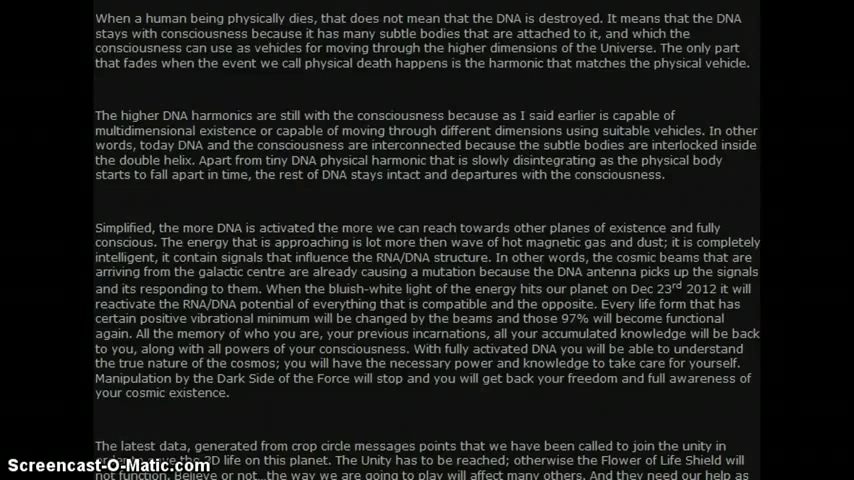 When a human being physically dies, that does not mean that the DNA is destroyed. It means that the DNA
stays with consciousness because it has many subtle bodies that are attached to it, and which the
consciousness can use as vehicles for moving through the higher dimensions of the Universe. The only part
that fades when the event we call physical death happens is the harmonic that matches the physical vehicle.
The higher DNA harmonics are still with the consciousness because as I said earlier is capable of
multidimensional existence or capable of moving through different dimensions using suitable vehicles. In other
words, today DNA and the consciousness are interconnected because the subtle bodies are interlocked inside
the double helix. Apart from tiny DNA physical harmonic that is slowly disintegrating as the physical body
starts to fall apart in time, the rest of DNA stays intact and departures with the consciousness.
Simplified, the more DNA is activated the more we can reach towards other planes of existence and fully
conscious. The energy that is approaching is lot more then wave of hot magnetic gas and dust; it is completely
intelligent, it contain signals that influence the RNA/DNA structure. In other words, the cosmic beams that are
arriving from the galactic centre are already causing a mutation because the DNA antenna picks up the signals
and its responding to them. When the bluish-white light of the energy hits our planet on Dec 23rd 2012 it will
reactivate the RNA/DNA potential of everything that is compatible and the opposite. Every life form that has
certain positive vibrational minimum will be changed by the beams and those 97% will become functional
again. All the memory of who you are, your previous incarnations, all your accumulated knowledge will be back
to you, along with all powers of your consciousness. With fully activated DNA you will be able to understand
the true nature of the cosmos; you will have the necessary power and knowledge to take care for yourself.
Manipulation by the Dark Side of the Force will stop and you will get back your freedom and full awareness of
your cosmic existence.
The latest data, generated from crop circle messages points that we have been called to join the unity in
order to save the 2D life on this planet. The Unity has to be reached; otherwise the Flower of Life Shield will
not function. Believe or not...the way we are going to play will affect many others. And they need our help as
Screencast-O-Matic.com